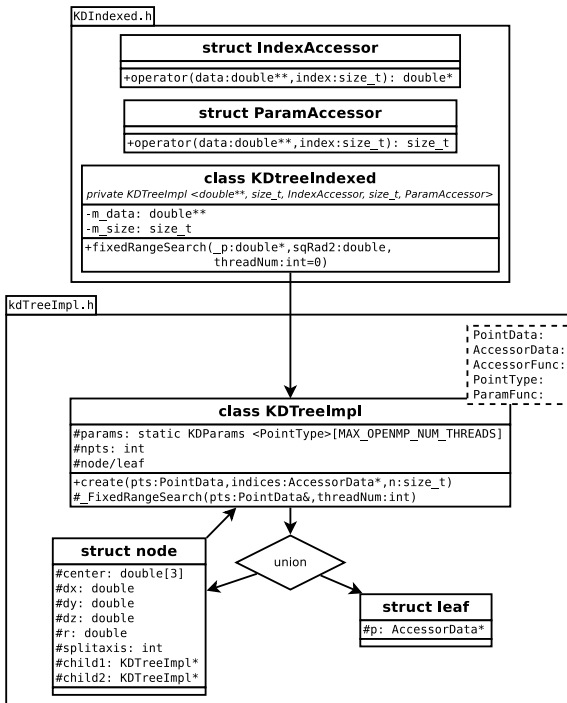 KDIndexed.h
struct IndexAccessor
+operator(data:double**,index:size_t): double*
struct ParamAccessor
+operator(data:double**,index:size_t): size_t
class KDtreeIndexed
private KDTreeImpl <double**, size_t, IndexAccessor, size_t, ParamAccessor>
-m_data: double**
-m_size: size_t
+fixedRangeSearch(_p:double*,sqRad2:double,
threadNum:int=0)
kdTreeImpl.h
PointData:
AccessorData:
AccessorFunc:
PointType:
ParamFunc:
class KDTreeImpl
#params: static KDParams <PointType>[MAX_OPENMP_NUM_THREADS]
#npts: int
#node/leaf
+create(pts:PointData,indices:AccessorData*,n:size_t)
#_FixedRangeSearch(pts:PointData&,threadNum:int)
union
struct node
#center: double[3]
#dx: double
#dy: double
#dz: double
#r: double
#splitaxis: int
#child1: KDTreeImpl*
#child2: KDTreeImpl*
struct leaf
#p: AccessorData*